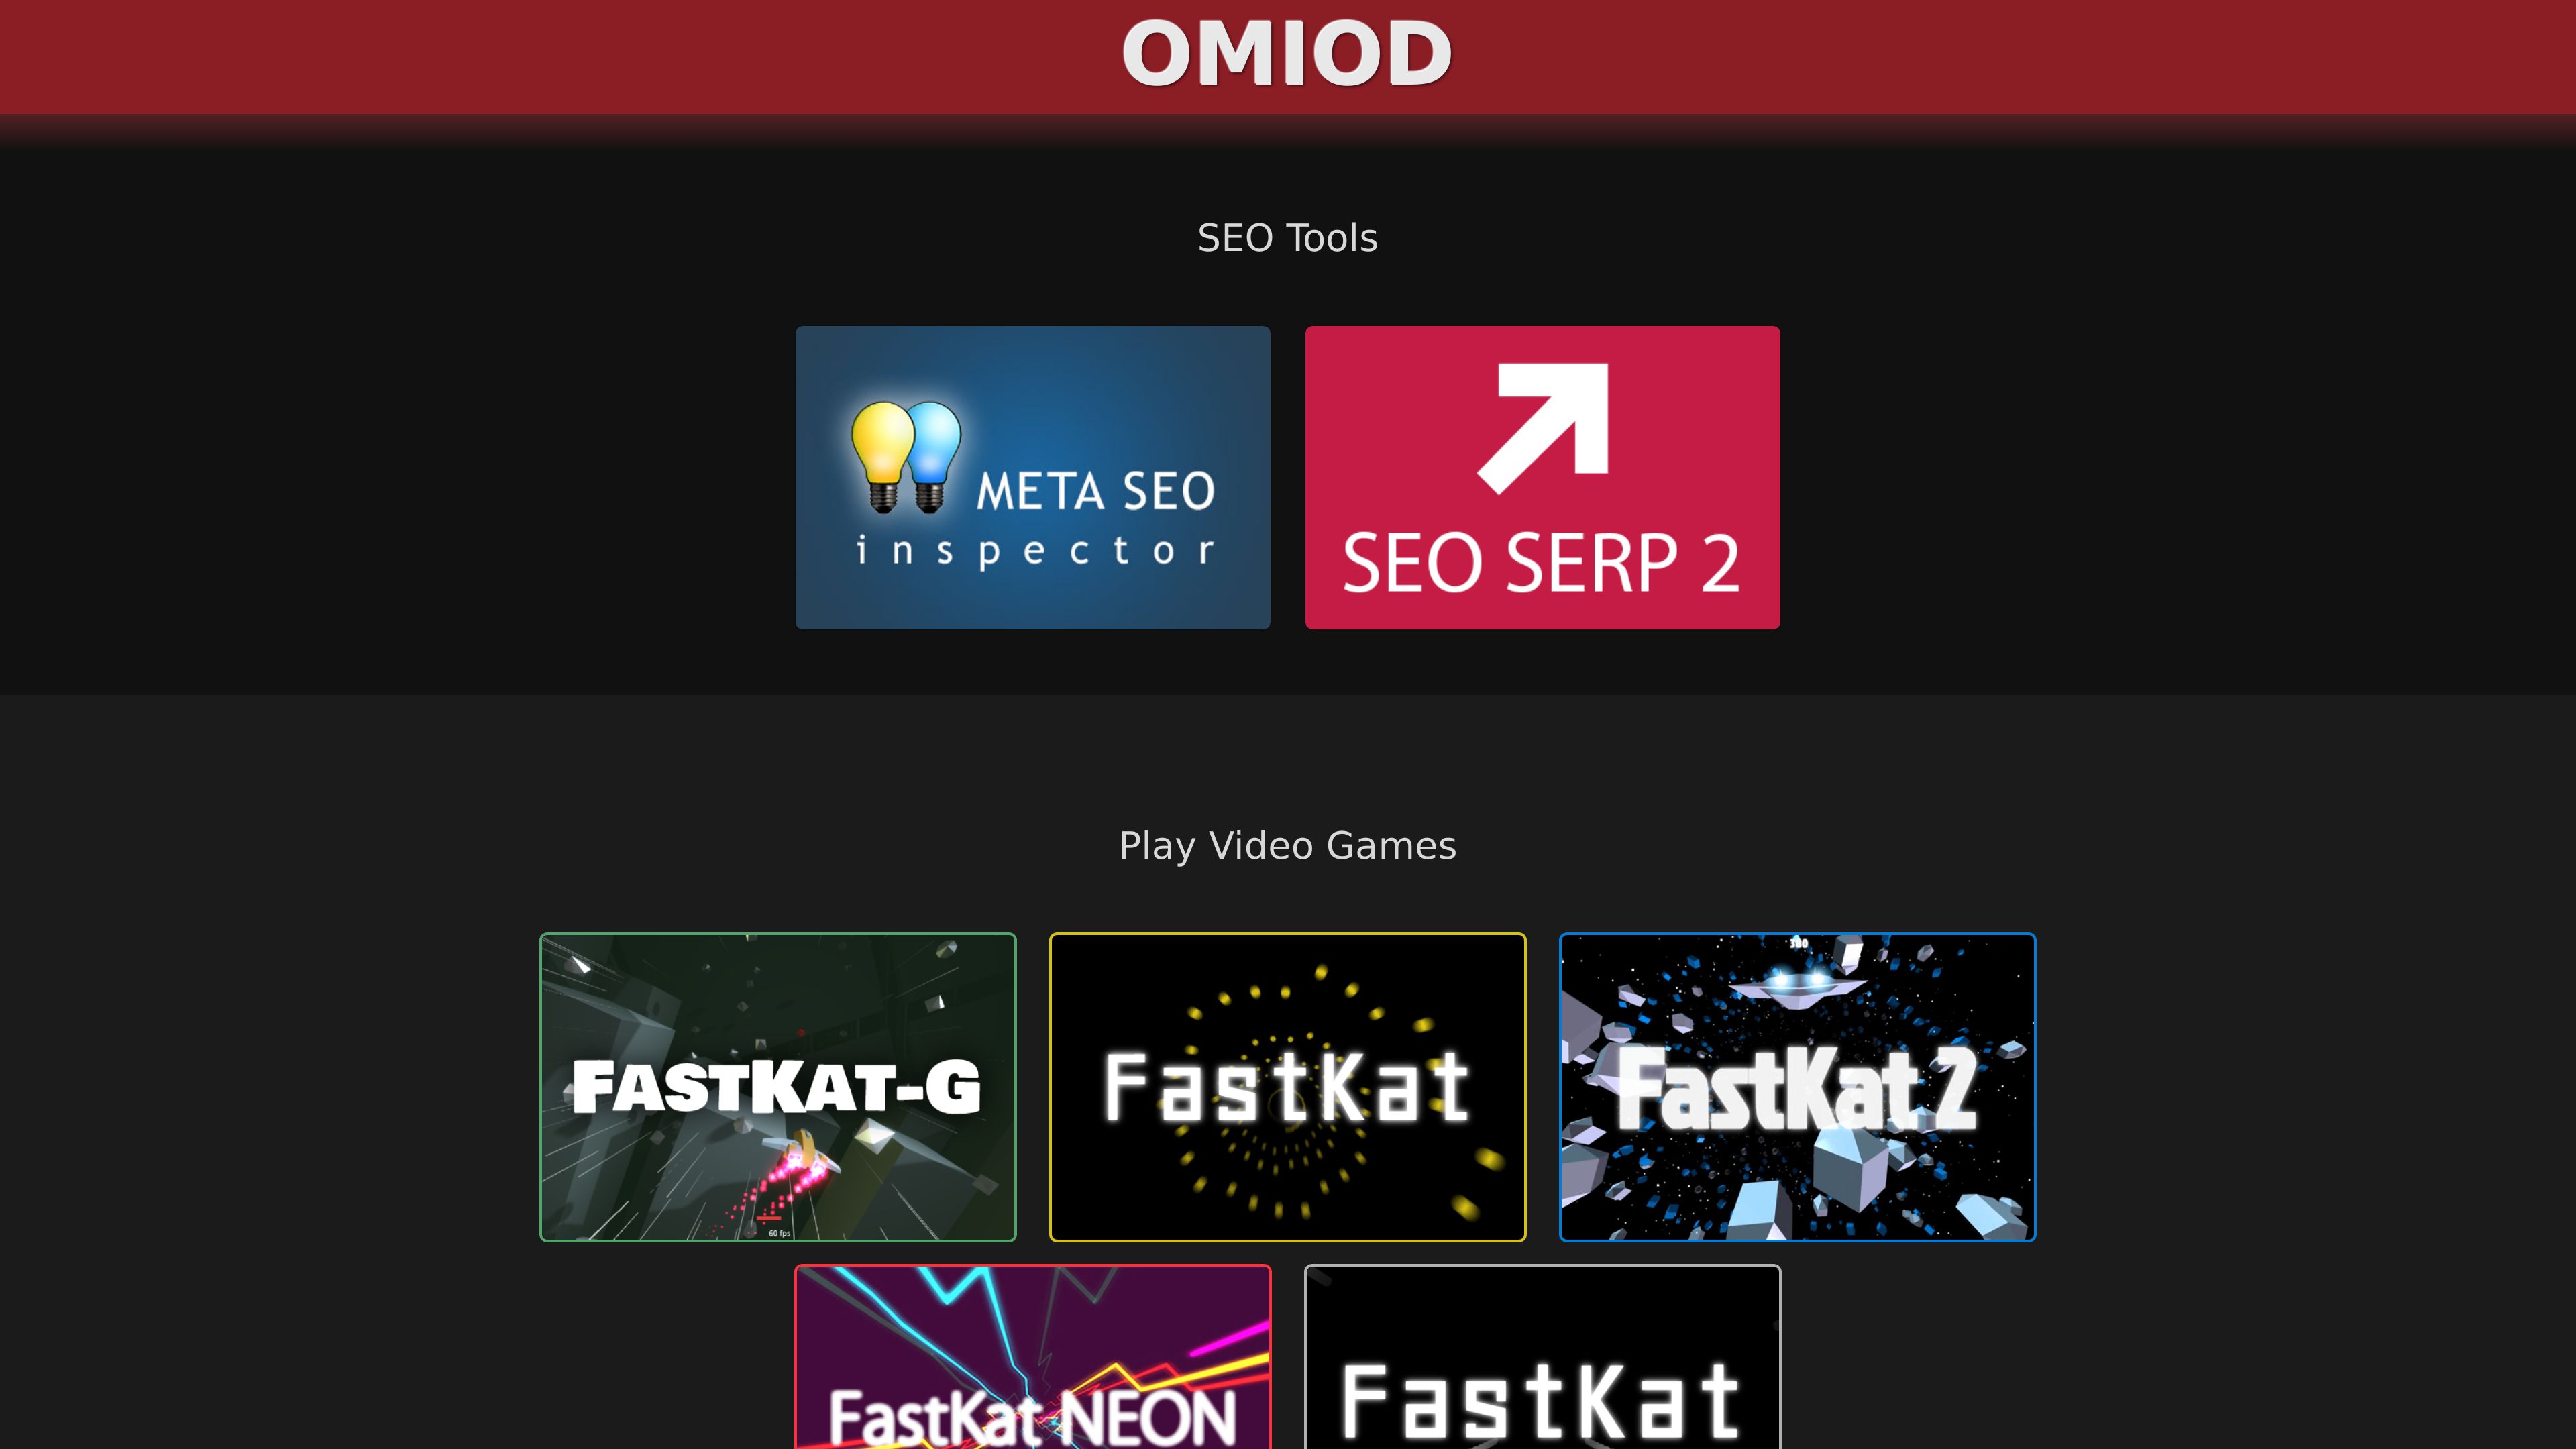 OMIOD
SEO Tools
META SEO
inspector
SEO SERP 2
Play Video Games
FASTKAT-G
60 fps
FastKat
300
FastKat 2
FastKat NEON
FastKat